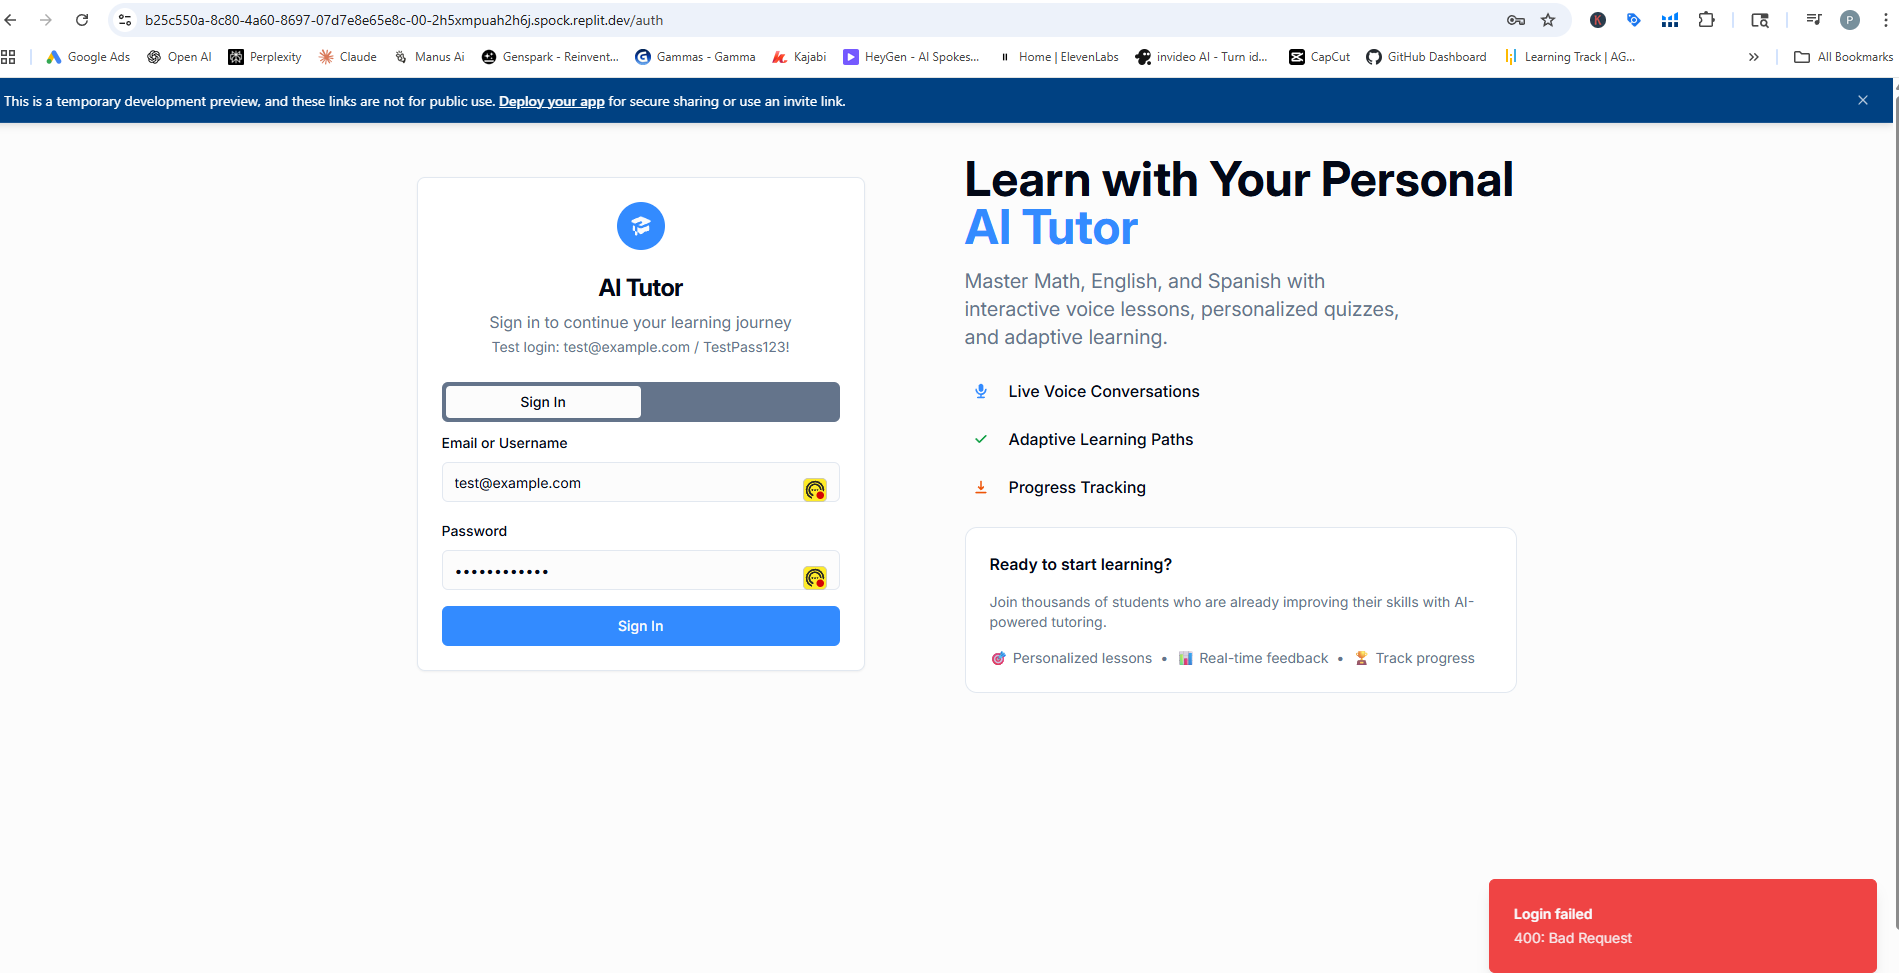 b25c550a-8c80-4a60-8697-07d7e8e65e8c-00-2h5xmpuah2h6j.spock.replit.dev/auth
K
P
Google Ads
Open AI
Perplexity
Claude
Manus Ai
Genspark - Reinvent...
Gammas - Gamma
Kajabi
HeyGen - AI Spokes...
Home | ElevenLabs
invideo AI - Turn id...
CapCut
GitHub Dashboard
Learning Track | AG...
»
All Bookmarks
This is a temporary development preview, and these links are not for public use. Deploy your app for secure sharing or use an invite link.
AI Tutor
Sign in to continue your learning journey
Test login: test@example.com / TestPass123!
Sign In
Email or Username
test@example.com
Password
••••••••••••
Sign In
Learn with Your Personal
AI Tutor
Master Math, English, and Spanish with
interactive voice lessons, personalized quizzes,
and adaptive learning.
Live Voice Conversations
Adaptive Learning Paths
Progress Tracking
Ready to start learning?
Join thousands of students who are already improving their skills with AI-
powered tutoring.
🎯 Personalized lessons • 📊 Real-time feedback • 🏆 Track progress
Login failed
400: Bad Request